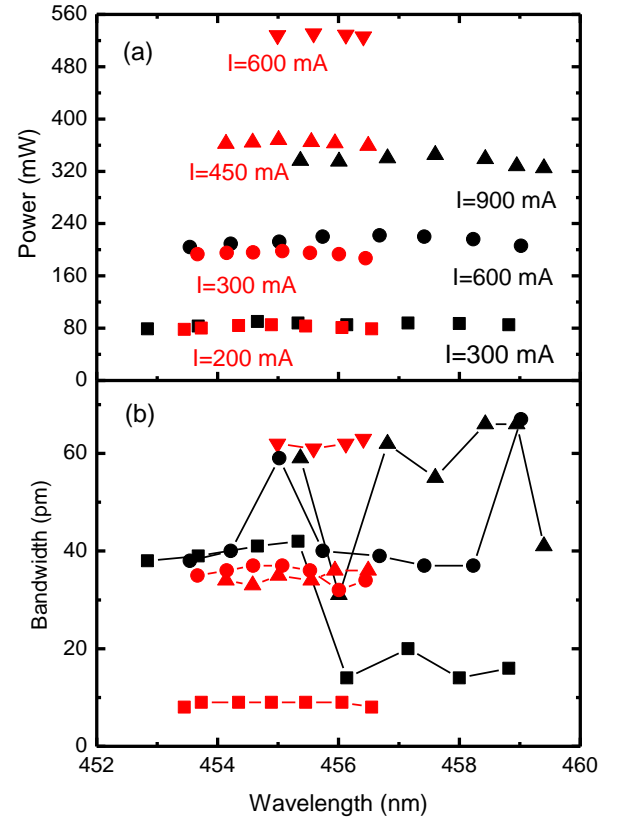 560
(a)
480
I=600 mA
400
Power (mW)
320
I=450 mA
I=900 mA
240
I=300 mA
I=600 mA
160
80
I=200 mA
I=300 mA
0
(b)
60
Bandwidth (pm)
40
20
0
452
454
456
458
460
Wavelength (nm)